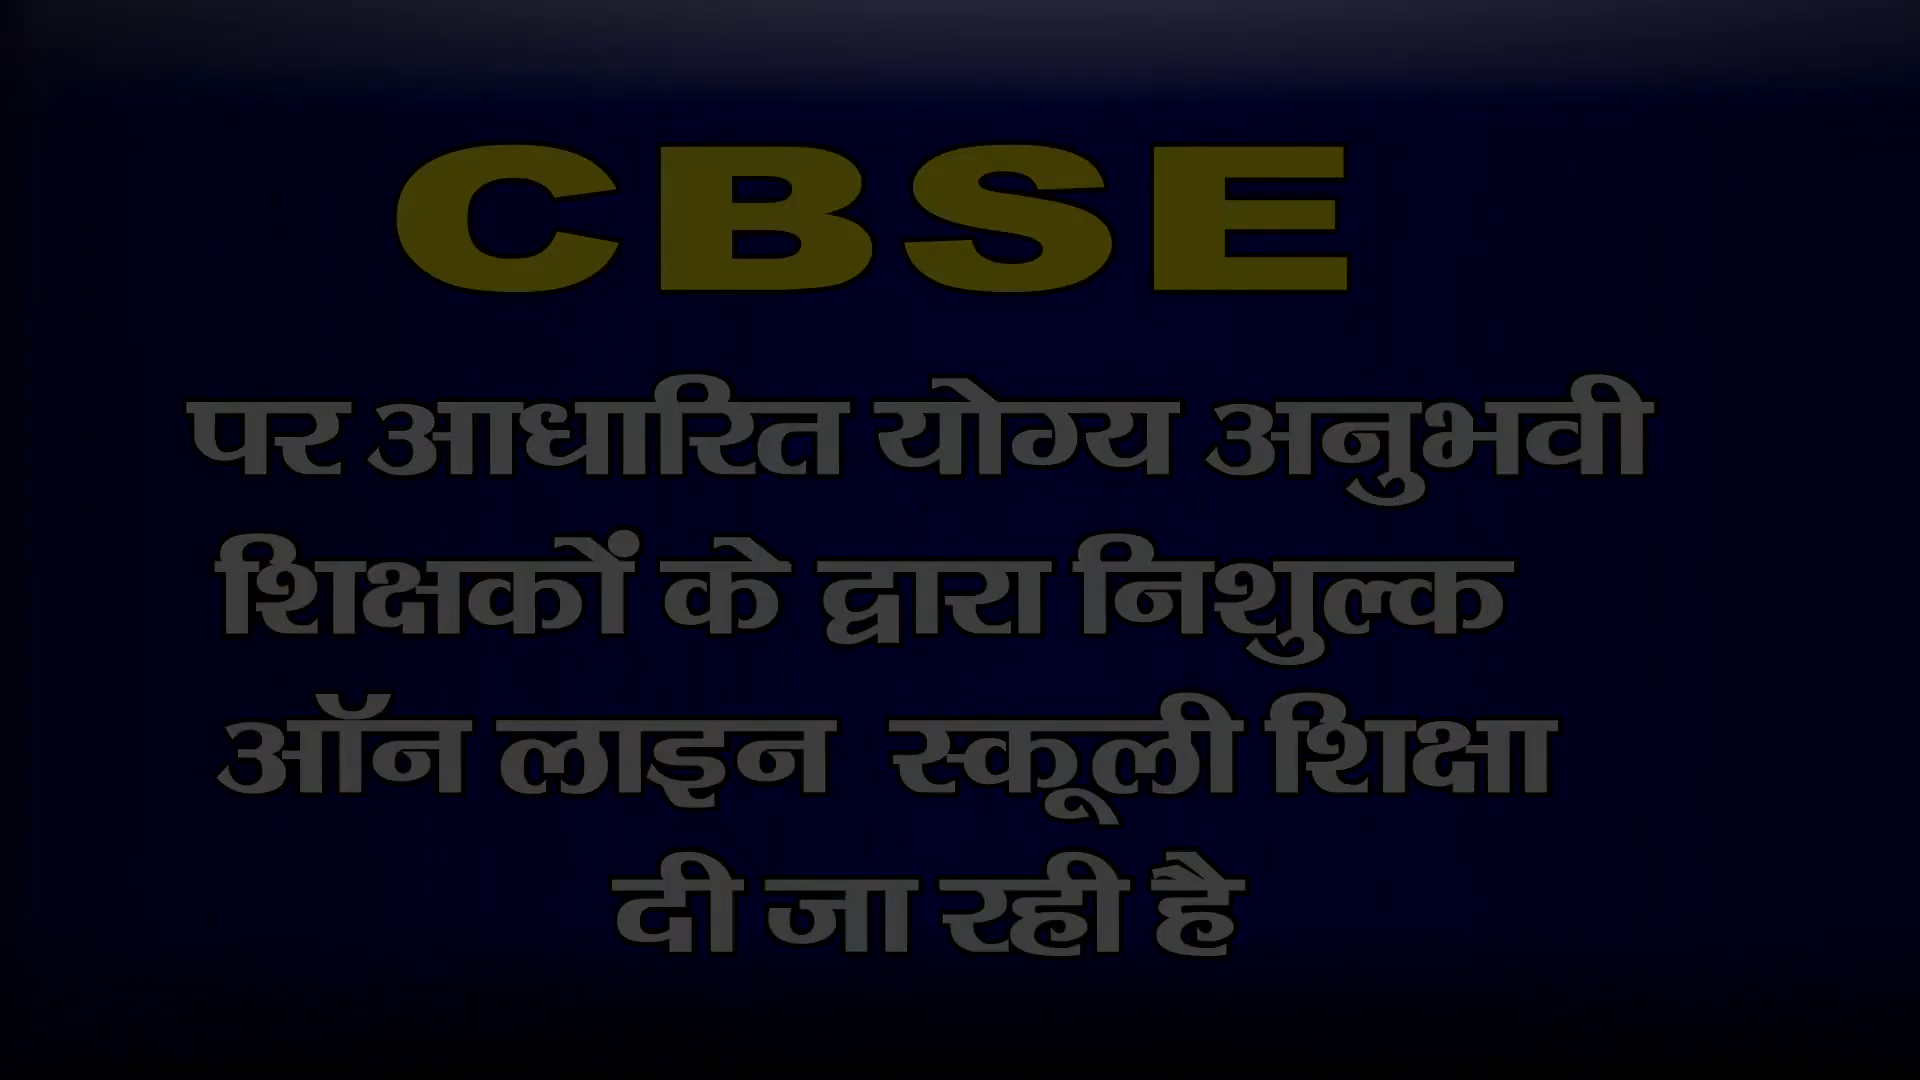 CBSE
पर आधारित योग्य अनुभवी
शिक्षकों के द्वारा निशुल्क
ऑन लाइन स्कूली शिक्षा
दी जा रही है